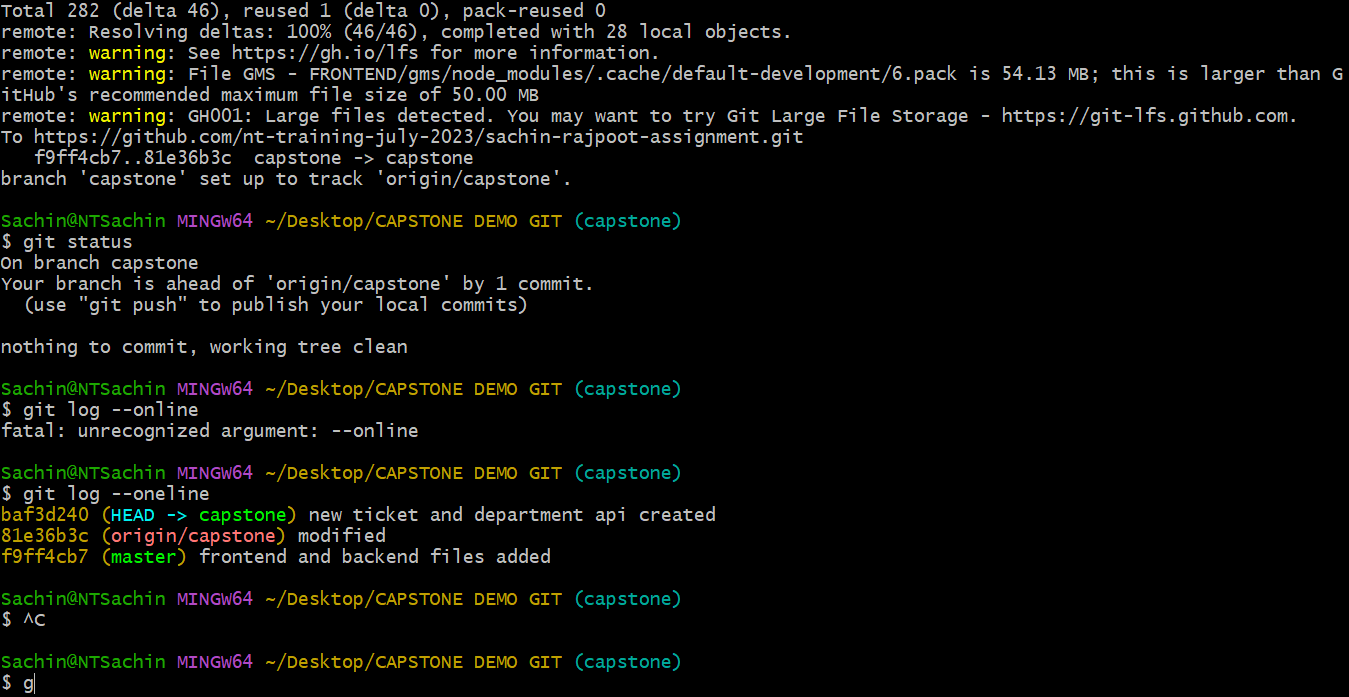 Total 282 (delta 46), reused 1 (delta 0), pack-reused 0
remote: Resolving deltas: 100% (46/46), completed with 28 local objects.
remote: warning: See https://gh.io/lfs for more information.
remote: warning: File GMS - FRONTEND/gms/node_modules/.cache/default-development/6.pack is 54.13 MB; this is larger than G
itHub's recommended maximum file size of 50.00 MB
remote: warning: GH001: Large files detected. You may want to try Git Large File Storage - https://git-lfs.github.com.
To https://github.com/nt-training-july-2023/sachin-rajpoot-assignment.git
   f9ff4cb7..81e36b3c  capstone -> capstone
branch 'capstone' set up to track 'origin/capstone'.

Sachin@NTSachin MINGW64 ~/Desktop/CAPSTONE DEMO GIT (capstone)
$ git status
On branch capstone
Your branch is ahead of 'origin/capstone' by 1 commit.
  (use "git push" to publish your local commits)

nothing to commit, working tree clean

Sachin@NTSachin MINGW64 ~/Desktop/CAPSTONE DEMO GIT (capstone)
$ git log --online
fatal: unrecognized argument: --online

Sachin@NTSachin MINGW64 ~/Desktop/CAPSTONE DEMO GIT (capstone)
$ git log --oneline
baf3d240 (HEAD -> capstone) new ticket and department api created
81e36b3c (origin/capstone) modified
f9ff4cb7 (master) frontend and backend files added

Sachin@NTSachin MINGW64 ~/Desktop/CAPSTONE DEMO GIT (capstone)
$ ^C

Sachin@NTSachin MINGW64 ~/Desktop/CAPSTONE DEMO GIT (capstone)
$ g